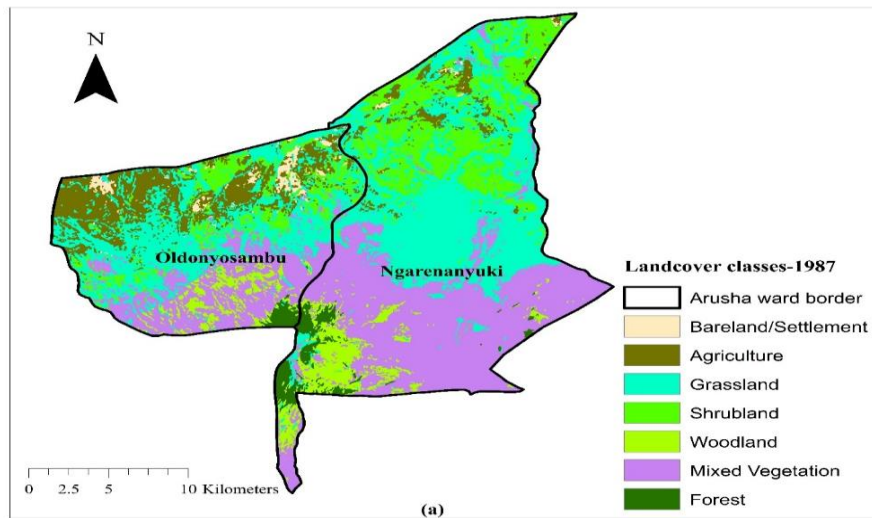 N
Oldonyosambu
Ngarenanyuki
Landcover classes-1987
Arusha ward border
Bareland/Settlement
Agriculture
Grassland
Shrubland
Woodland
Mixed Vegetation
Forest
0 2.5 5 10 Kilometers
(a)